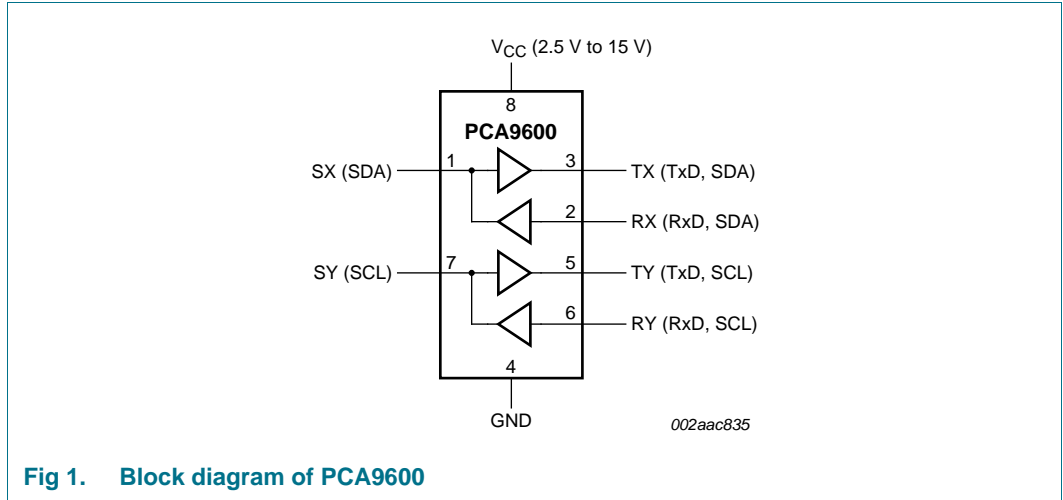 VCC (2.5 V to 15 V)
8
PCA9600
SX (SDA) 1 3 TX (TxD, SDA)
2 RX (RxD, SDA)
SY (SCL) 7 5 TY (TxD, SCL)
6 RY (RxD, SCL)
4
GND
002aac835
Fig 1. Block diagram of PCA9600